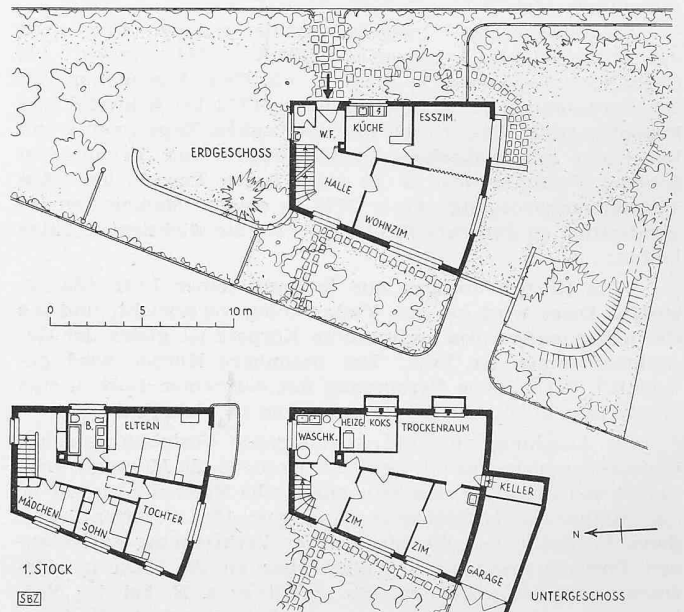 ERDGESCHOSS
W.F.
KÜCHE
ESSZIM.
HALLE
WOHNZIM.
0 5 10 m
B.
ELTERN
MÄDCHEN
SOHN
TOCHTER
1. STOCK
SBZ
WASCHK.
HEIZG
KOKS
TROCKENRAUM
ZIM.
ZIM
KELLER
GARAGE
N
UNTERGESCHOSS